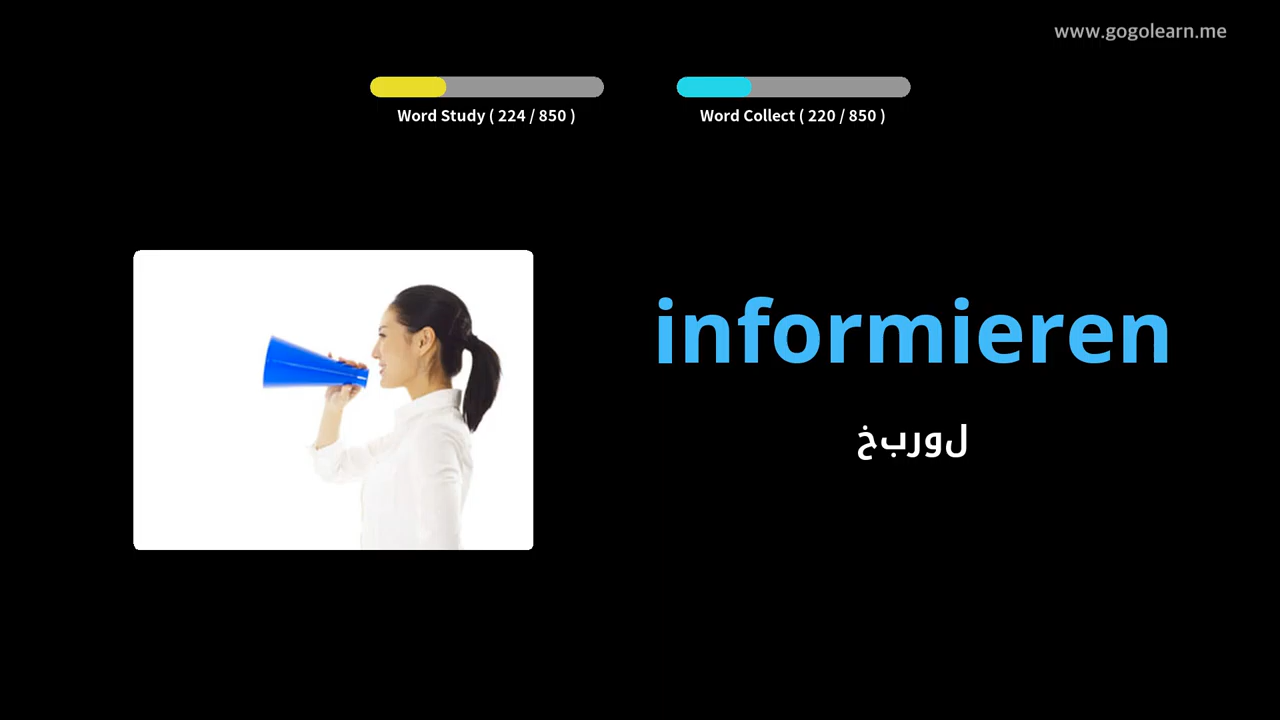 www.gogolearn.me
Word Study ( 224 / 850 )
Word Collect ( 220 / 850 )
informieren
لوربخ